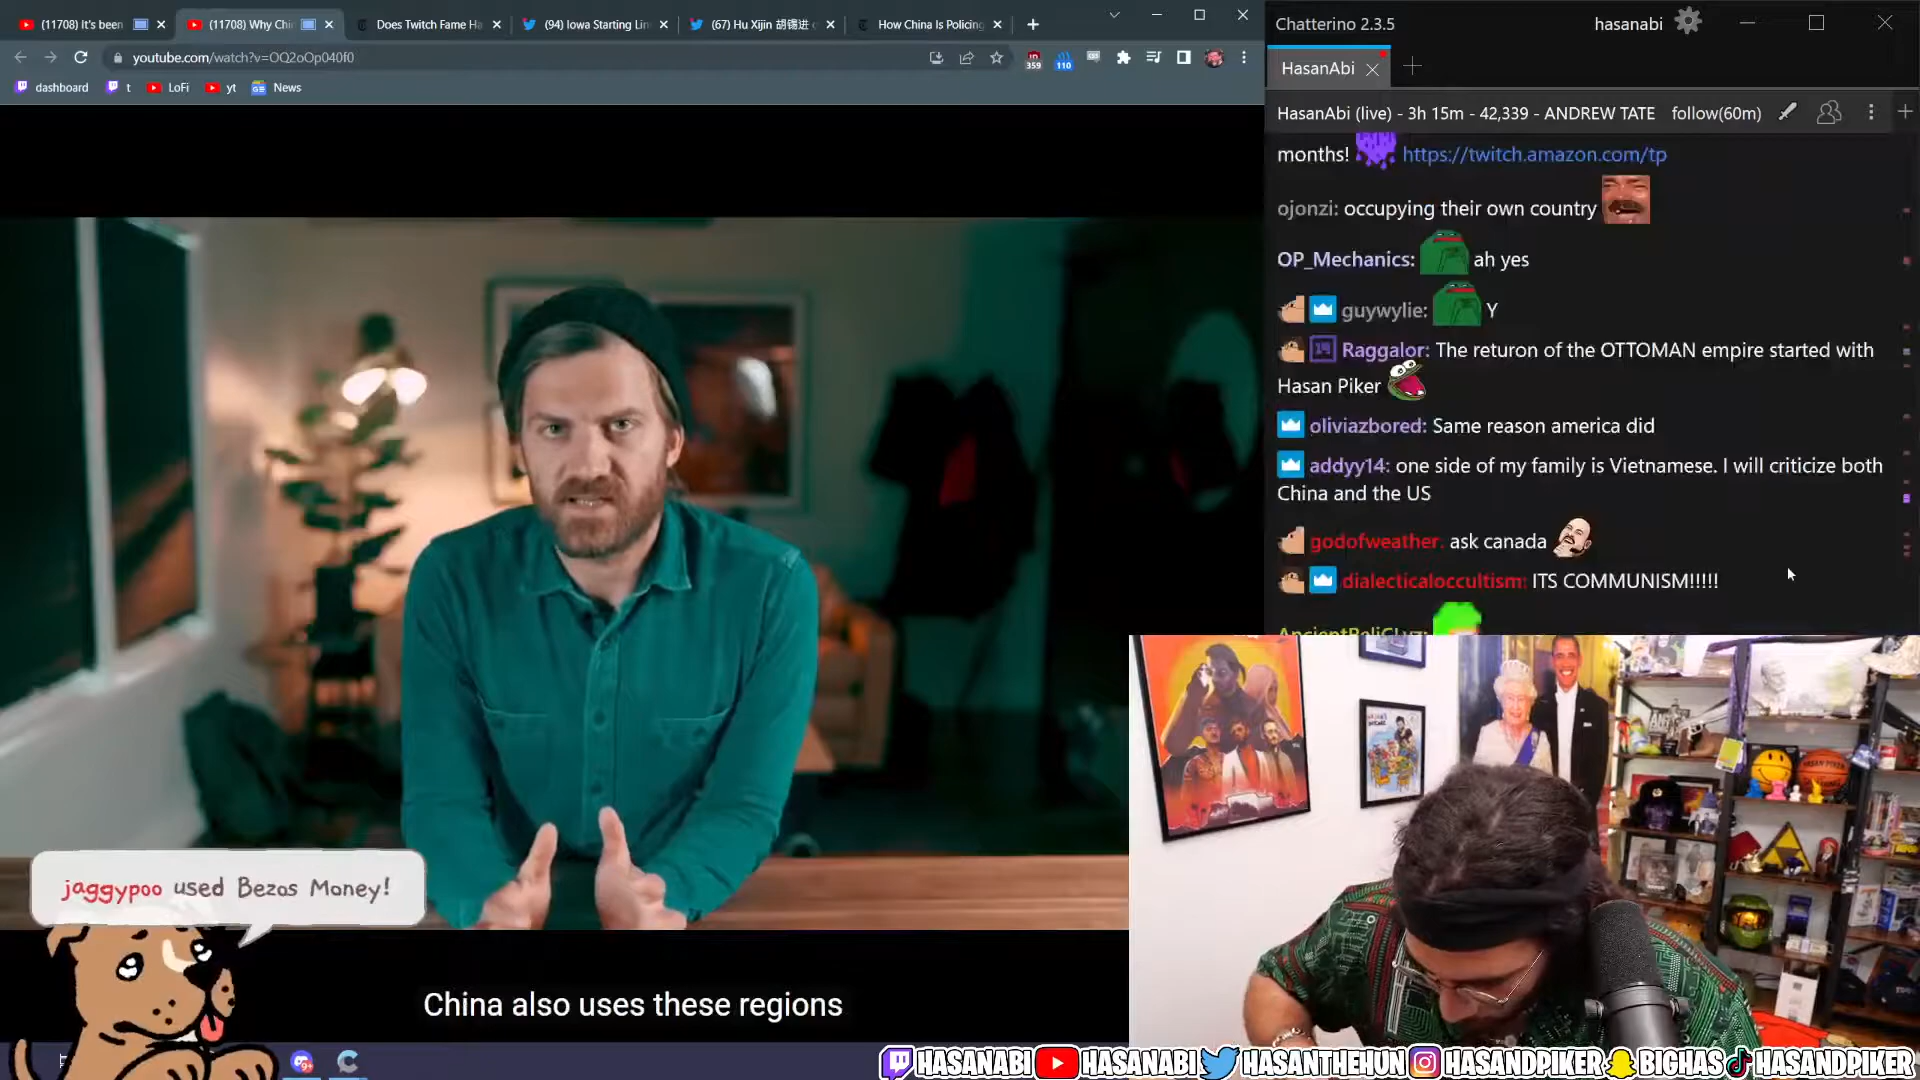 (11708) It's been
(11708) Why Chi
Does Twitch Fame Ha
(94) Iowa Starting Lin
(67) Hu Xijin 胡锡进
How China Is Policing
youtube.com/watch?v=OQ2oOp040f0
359
110
dashboard
t
LoFi
yt
News
Chatterino 2.3.5
hasanabi
HasanAbi
HasanAbi (live) - 3h 15m - 42,339 - ANDREW TATE
follow(60m)
months! https://twitch.amazon.com/tp
ojonzi: occupying their own country
OP_Mechanics: ah yes
guywylie: Y
Raggalor: The returon of the OTTOMAN empire started with
Hasan Piker
oliviazbored: Same reason america did
addyy14: one side of my family is Vietnamese. I will criticize both
China and the US
godofweather. ask canada
dialecticaloccultism: ITS COMMUNISM!!!!!
jaggypoo used Bezos Money!
China also uses these regions
HASANABI
HASANABI
HASANTHEHUN
HASANDPIKER
BIGHAS
HASANDPIKER